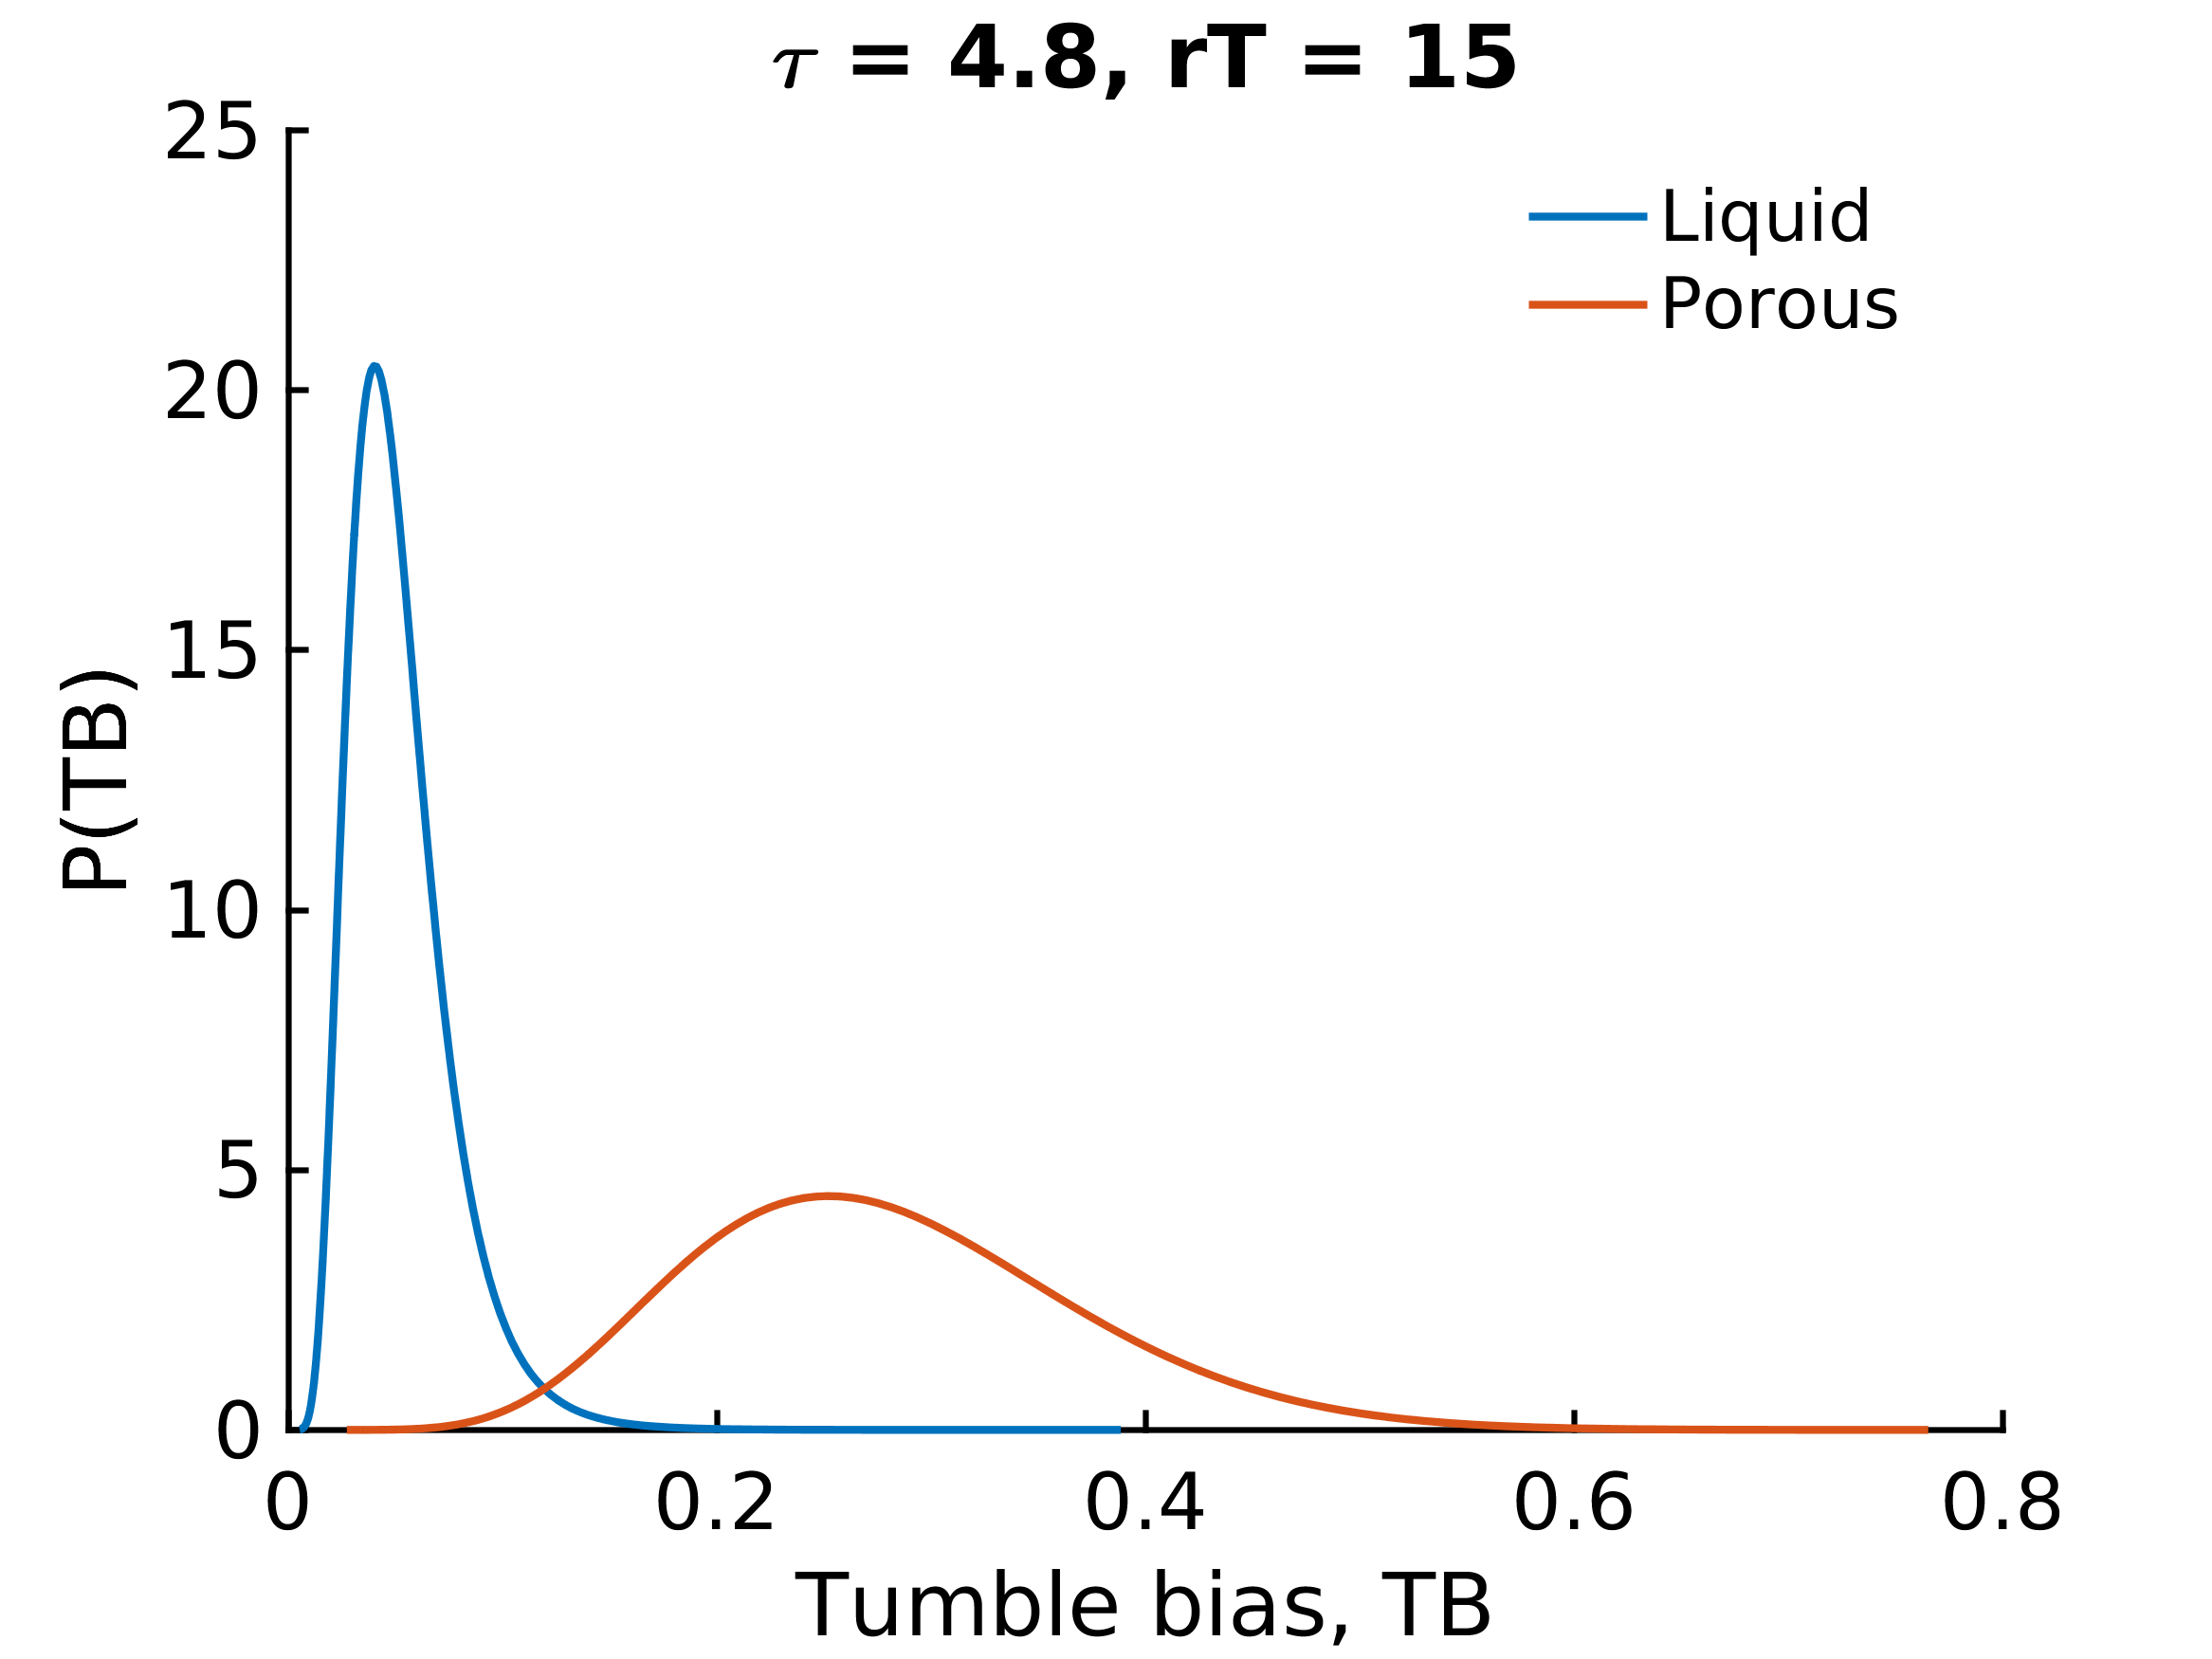 τ = 4.8, rT = 15
Liquid
Porous
25
20
15
10
5
0
P(TB)
0 0.2 0.4 0.6 0.8
Tumble bias, TB